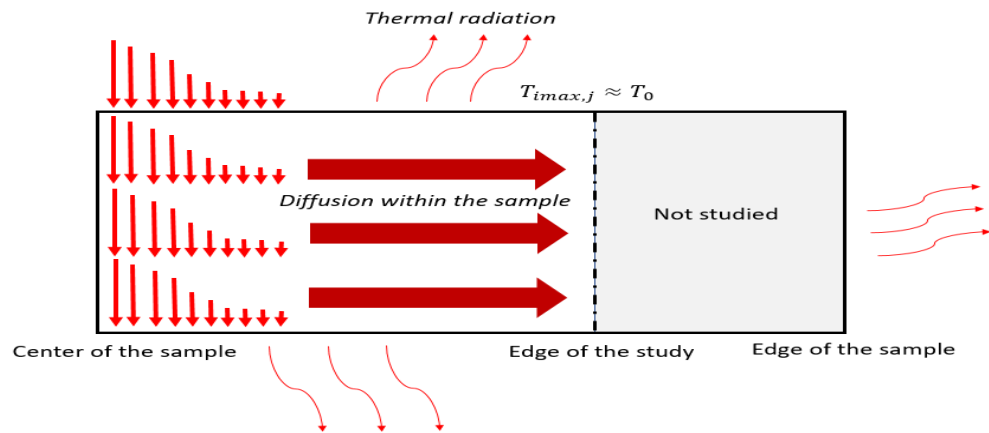 Thermal radiation
T_{imax,j} ≈ T_0
Diffusion within the sample
Not studied
Center of the sample
Edge of the study
Edge of the sample